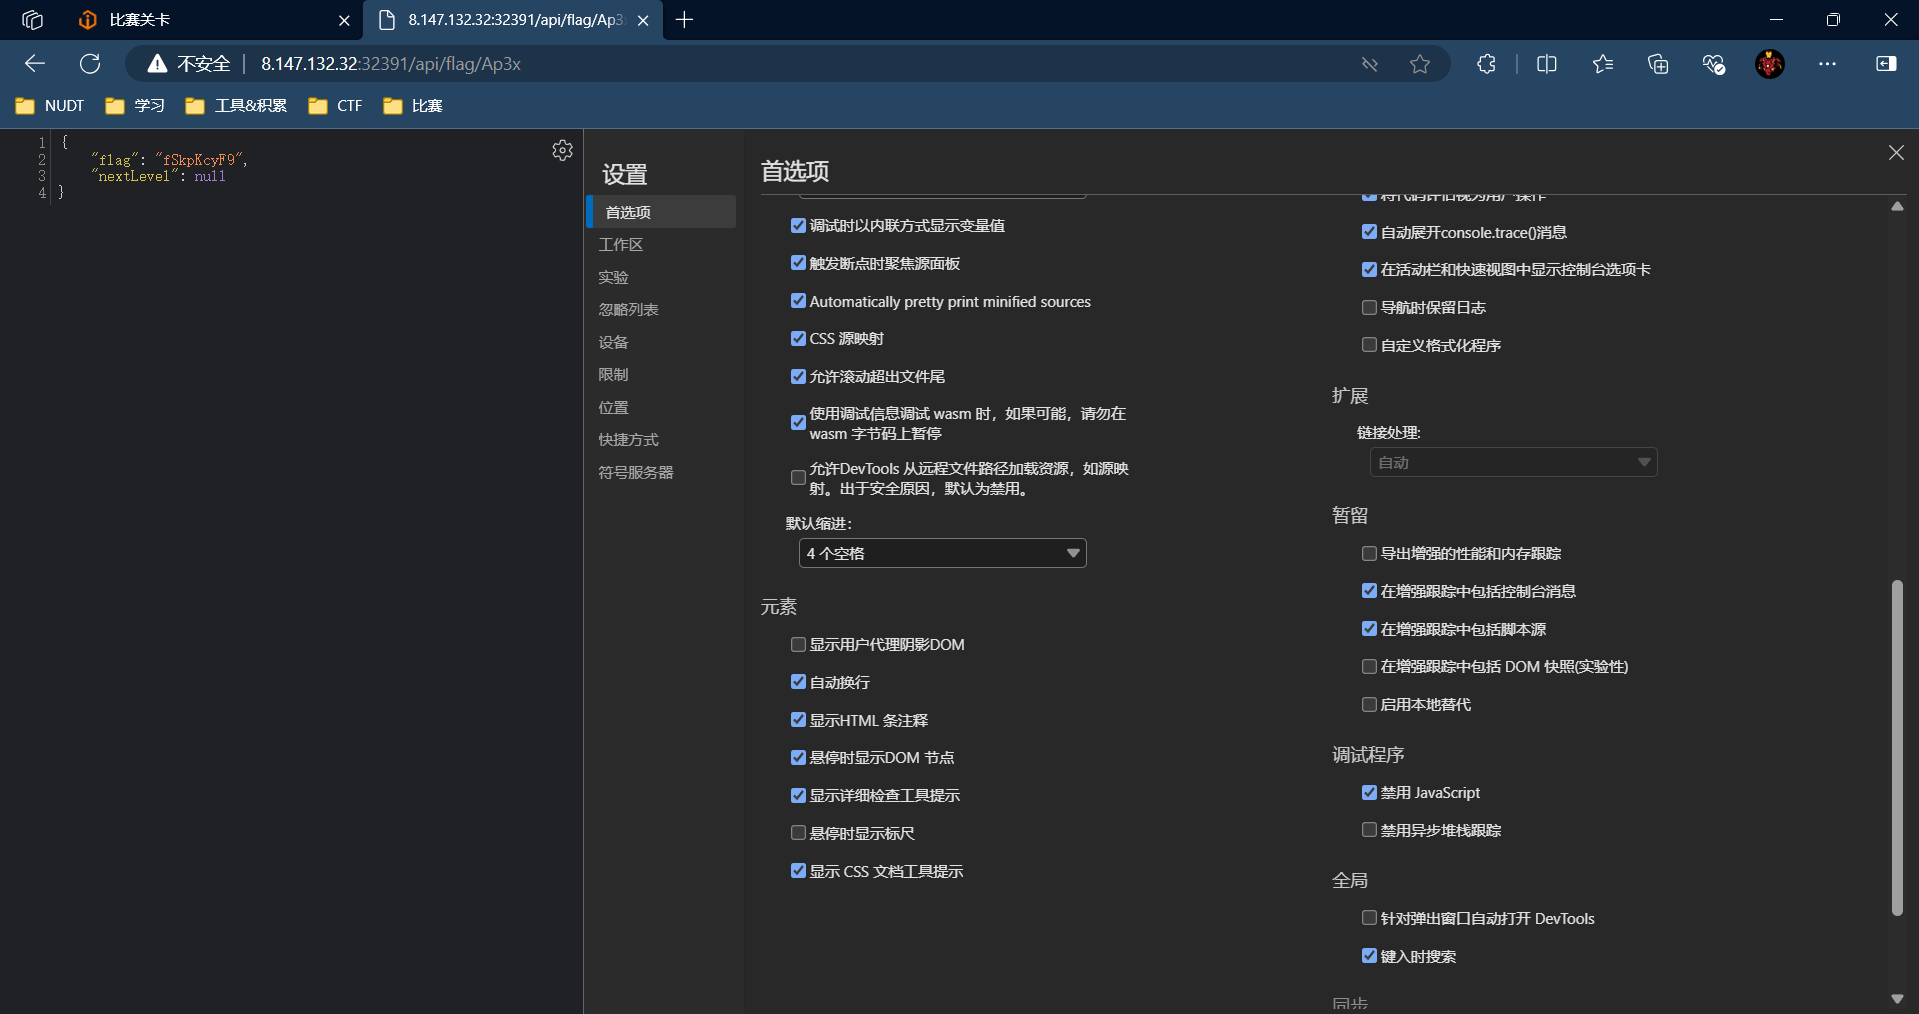 比赛关卡
8.147.132.32:32391/api/flag/Ap3
不安全
8.147.132.32:32391/api/flag/Ap3x
NUDT 学习 工具&积累 CTF 比赛
1 {
2 "flag": "fSkpKcyF9",
3 "nextLevel": null
4 }
设置
首选项
工作区
实验
忽略列表
设备
限制
位置
快捷方式
符号服务器
首选项
调试时以内联方式显示变量值
触发断点时聚焦源面板
Automatically pretty print minified sources
CSS 源映射
允许滚动超出文件尾
使用调试信息调试 wasm 时，如果可能，请勿在
wasm 字节码上暂停
允许DevTools 从远程文件路径加载资源，如源映
射。出于安全原因，默认为禁用。
默认缩进:
4 个空格
元素
显示用户代理阴影DOM
自动换行
显示HTML 条注释
悬停时显示DOM 节点
显示详细检查工具提示
悬停时显示标尺
显示 CSS 文档工具提示
将代码评估视为用户操作
自动展开console.trace()消息
在活动栏和快速视图中显示控制台选项卡
导航时保留日志
自定义格式化程序
扩展
链接处理:
自动
暂留
导出增强的性能和内存跟踪
在增强跟踪中包括控制台消息
在增强跟踪中包括脚本源
在增强跟踪中包括 DOM 快照(实验性)
启用本地替代
调试程序
禁用 JavaScript
禁用异步堆栈跟踪
全局
针对弹出窗口自动打开 DevTools
键入时搜索
同步